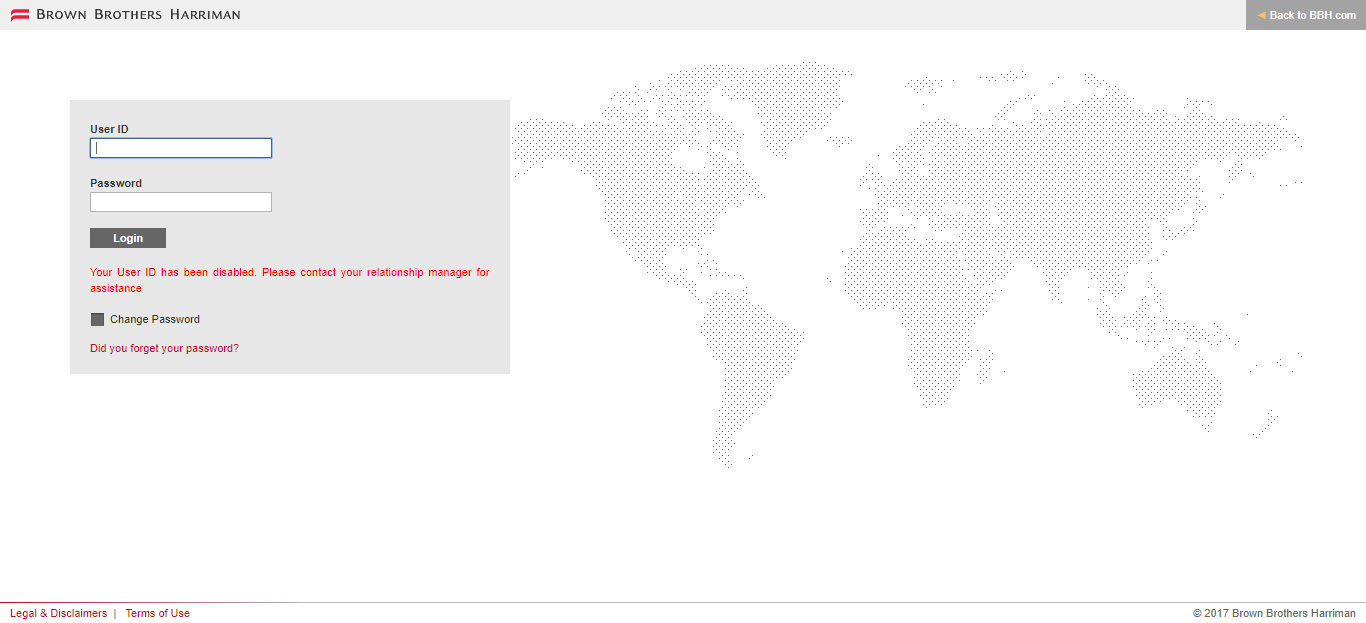 BROWN BROTHERS HARRIMAN
Back to BBH.com
User ID
Password
Login
Your User ID has been disabled. Please contact your relationship manager for
assistance
Change Password
Did you forget your password?
Legal & Disclaimers | Terms of Use
© 2017 Brown Brothers Harriman